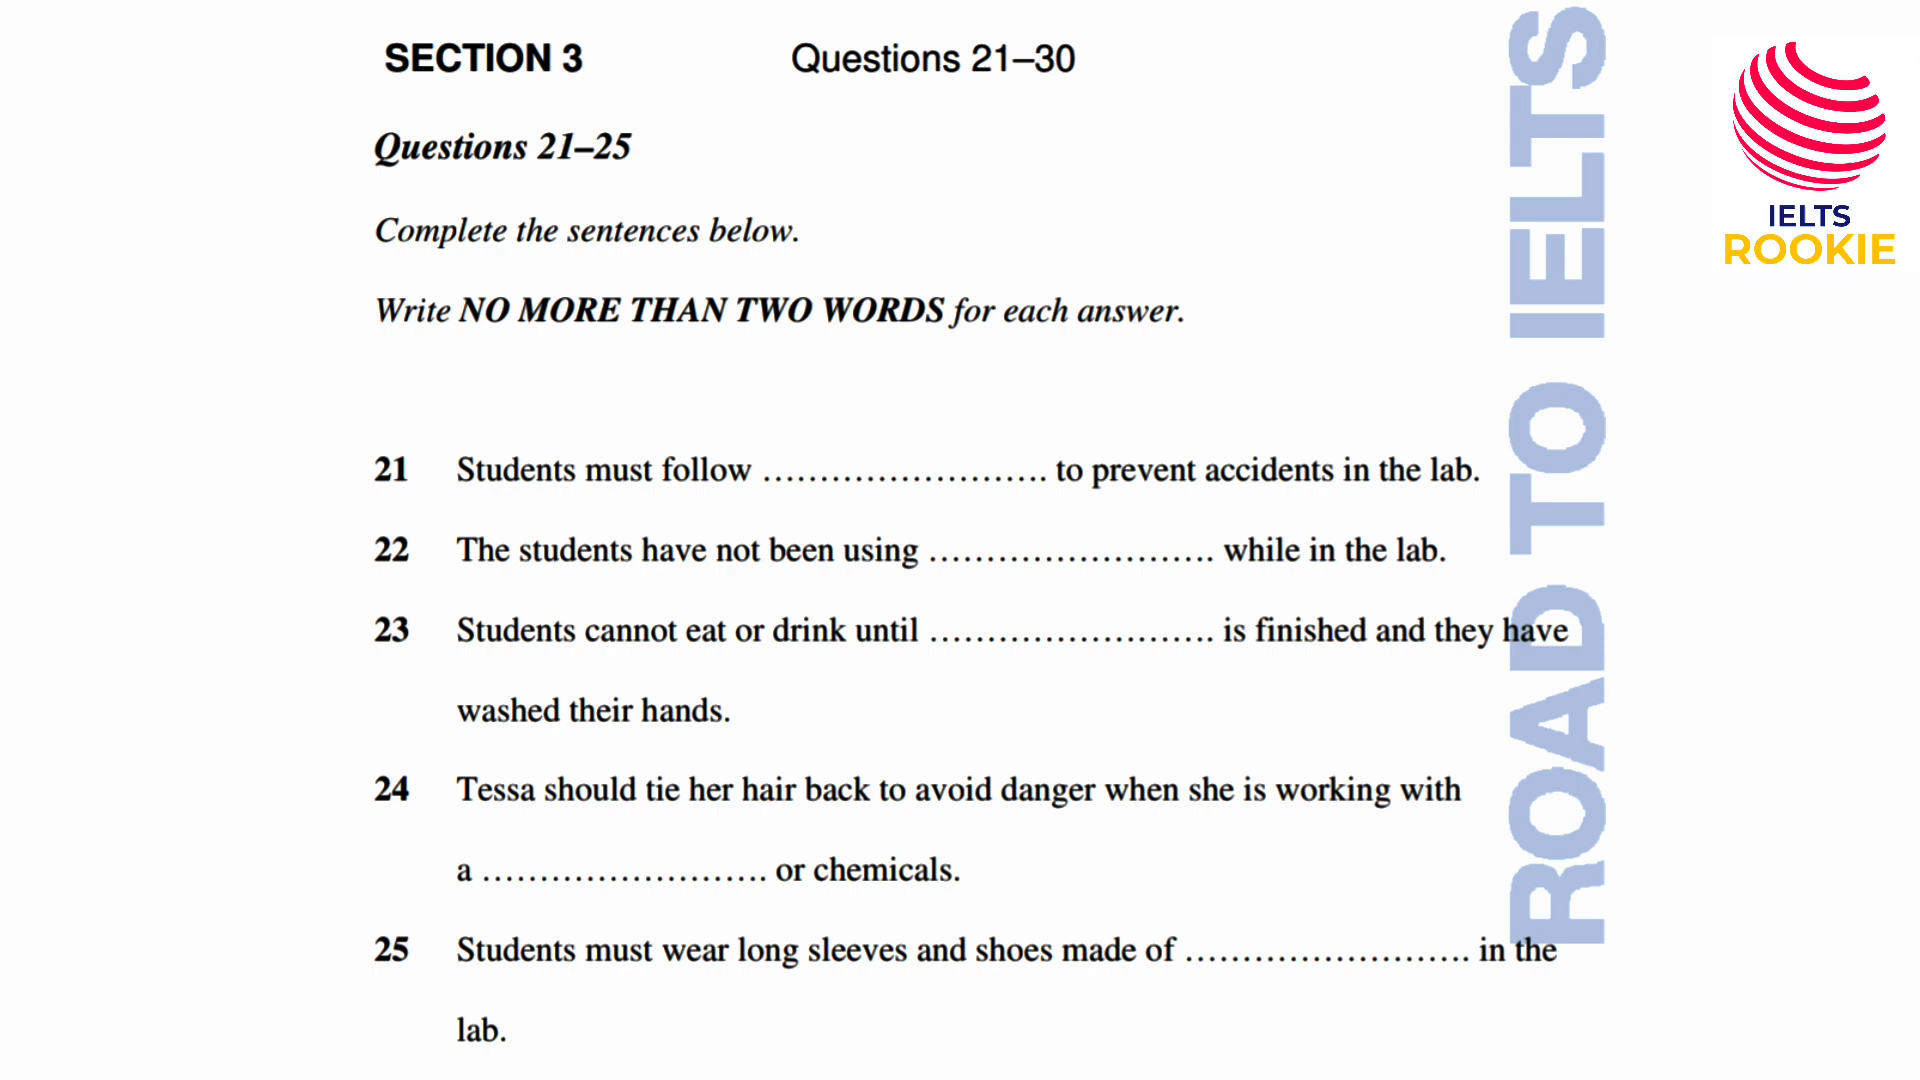 SECTION 3 Questions 21–30
Questions 21–25
Complete the sentences below.
Write NO MORE THAN TWO WORDS for each answer.
21 Students must follow ......................... to prevent accidents in the lab.
22 The students have not been using ......................... while in the lab.
23 Students cannot eat or drink until ......................... is finished and they have
washed their hands.
24 Tessa should tie her hair back to avoid danger when she is working with
a ......................... or chemicals.
25 Students must wear long sleeves and shoes made of ......................... in the
lab.
ROAD TO IELTS
IELTS
ROOKIE